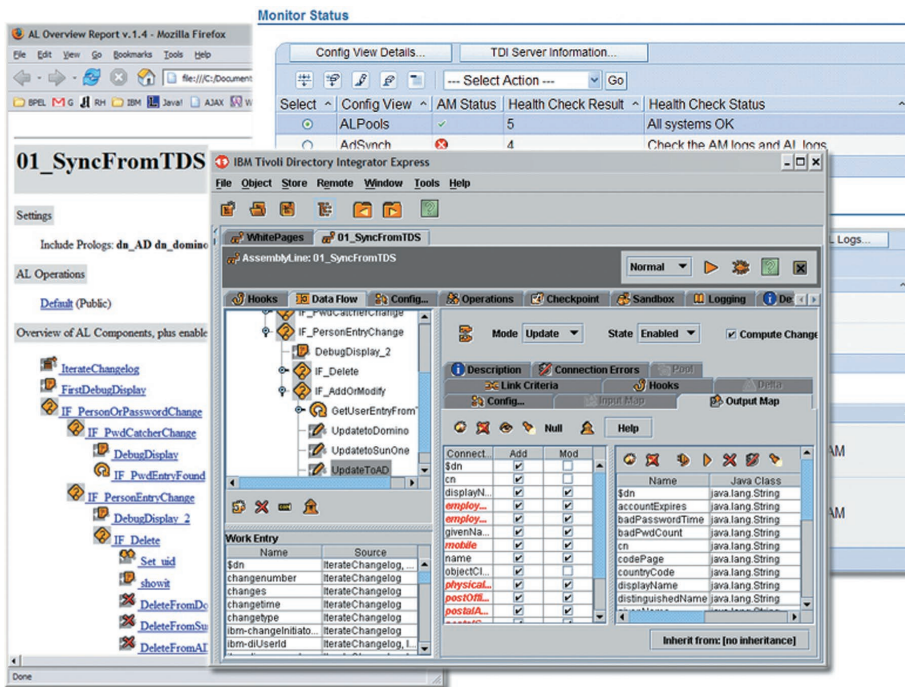 Monitor Status
AL Overview Report v.1.4 - Mozilla Firefox
File Edit View Go Bookmarks Tools Help
file:///C:/Document
BPEL M G RH IBM Java! AJAX W
01_SyncFromTDS
Settings
Include Prologs: dn_AD dn_domino
AL Operations
Default (Public)
Overview of AL Components, plus enable
IterateChangelog
FirstDebugDisplay
IF_PersonOrPasswordChange
IF_PwdCatcherChange
DebugDisplay
IF_PwdEntryFound
IF_PersonEntryChange
DebugDisplay_2
IF_Delete
Set_uid
showit
DeleteFromDo
DeleteFromSu
DeleteFromAD
Done
Config View Details... TDI Server Information...
--- Select Action --- Go
Select Config View AM Status Health Check Result Health Check Status
ALPools 5 All systems OK
AdSynch 4 Check the AM logs and AL logs
L Logs...
AM
AM
IBM Tivoli Directory Integrator Express
File Object Store Remote Window Tools Help
WhitePages 01_SyncFromTDS
AssemblyLine: 01_SyncFromTDS
Normal
Hooks Data Flow Config... Operations Checkpoint Sandbox Logging De
IF_PwdCatcherChange
IF_PersonEntryChange
DebugDisplay_2
IF_Delete
IF_AddOrModify
GetUserEntryFrom
UpdatetoDomino
UpdatetoSunOne
UpdateToAD
Work Entry
Name Source
$dn IterateChangelog, ...
changenumber IterateChangelog
changes IterateChangelog
changetime IterateChangelog
changetype IterateChangelog
ibm-changeInitiato... IterateChangelog
ibm-diUserId IterateChangelog, I...
Mode Update State Enabled Compute Change
Description Connection Errors Pool
Link Criteria Hooks Delta
Config... Input Map Output Map
Null Help
Connect... Add Mod
$dn
cn
displayN...
employ...
employ...
givenNa...
mobile
name
objectCl...
physical...
postOffi...
postalA...
Name Java Class
$dn java.lang.String
accountExpires java.lang.String
badPasswordTime java.lang.String
badPwdCount java.lang.String
cn java.lang.String
codePage java.lang.String
countryCode java.lang.String
displayName java.lang.String
distinguishedName java.lang.String
Inherit from: [no inheritance]